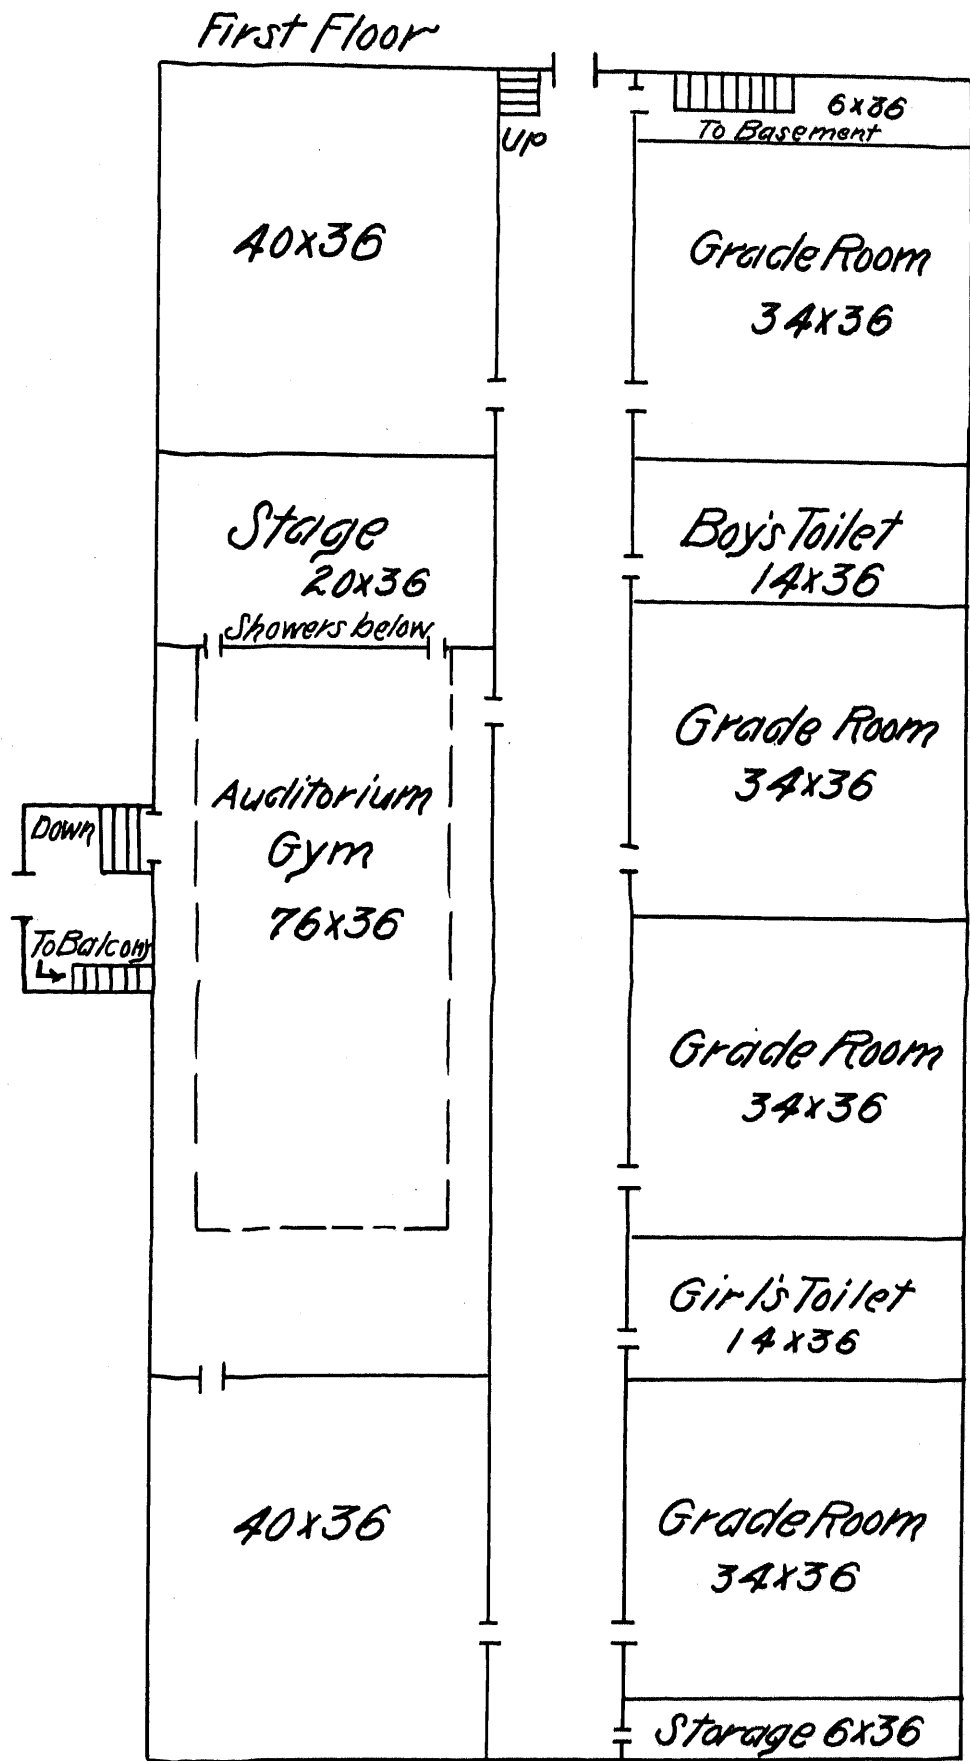 First Floor
Up
6x36
To Basement
40x36
Grade Room
34x36
Stage
20x36
Showers below
Boy's Toilet
14x36
Auditorium
Gym
76x36
Grade Room
34x36
Down
To Balcony
Grade Room
34x36
Girl's Toilet
14x36
40x36
Grade Room
34x36
Storage 6x36